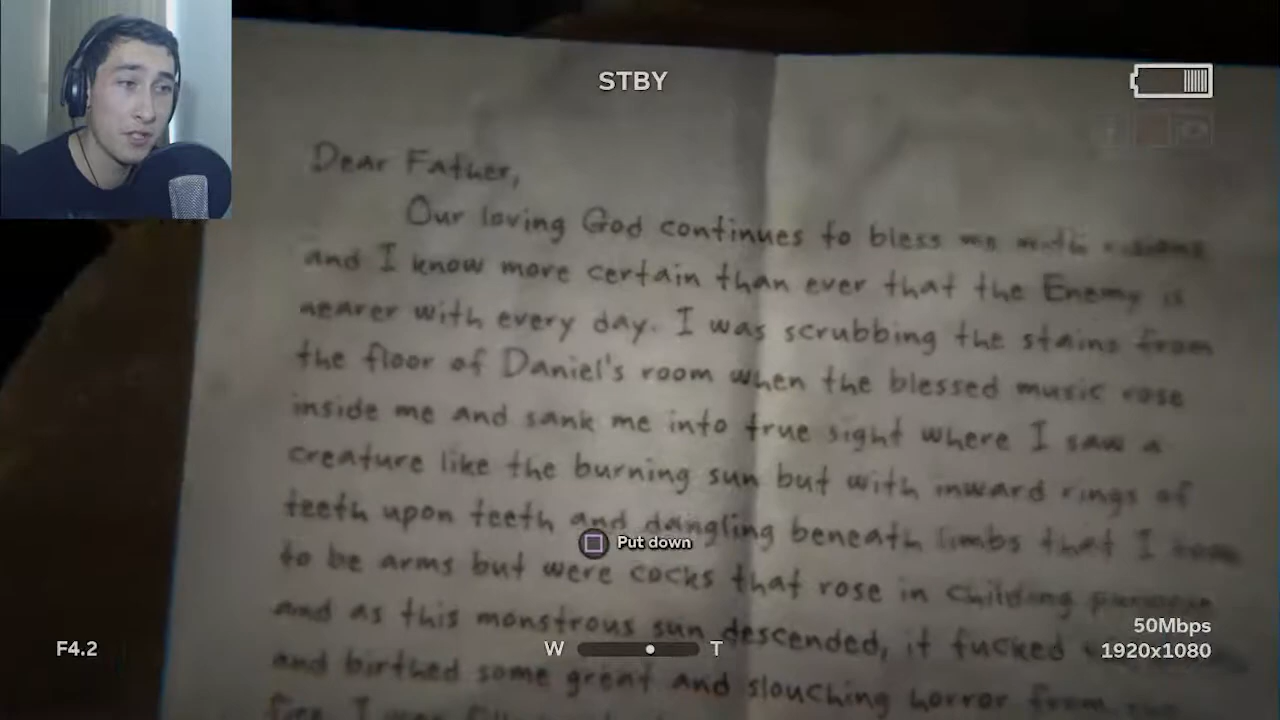 STBY
Dear Father,
Our loving God continues to bless me with visions
and I know more certain than ever that the Enemy is
nearer with every day. I was scrubbing the stains from
the floor of Daniel's room when the blessed music rose
inside me and sank me into true sight where I saw a
creature like the burning sun but with inward rings of
teeth upon teeth and dangling beneath limbs that I
Put down
to be arms but were cocks that rose in childing
and as this monstrous sun descended, it fucked
and birthed some great and slouching horror from
50Mbps
F4.2 W T 1920x1080